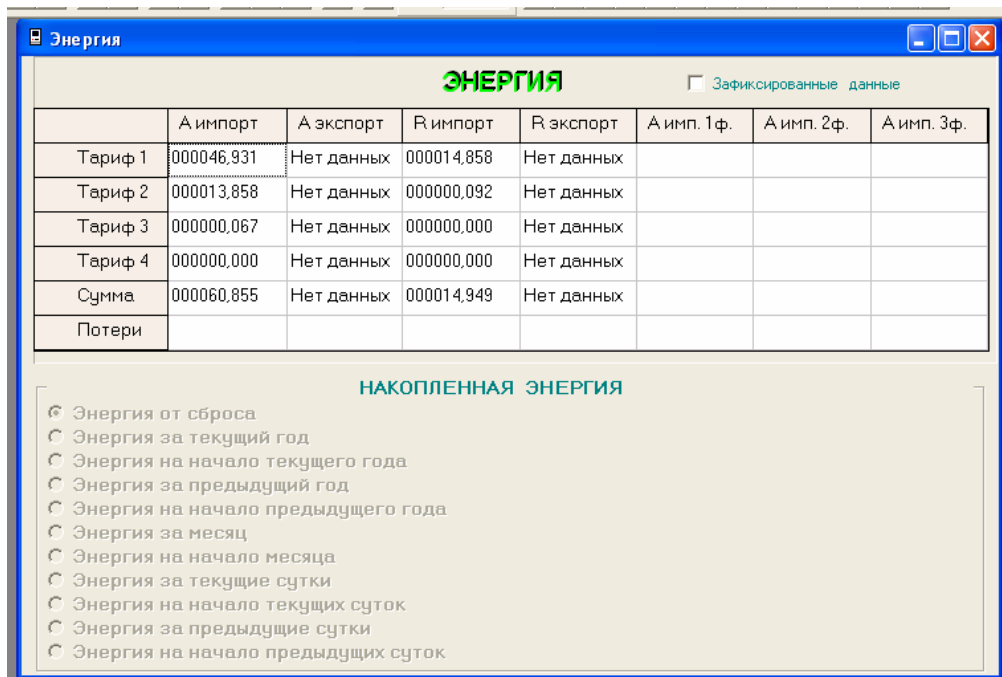 Энергия
ЭНЕРГИЯ Зафиксированные данные
А импорт А экспорт R импорт R экспорт А имп. 1ф. А имп. 2ф. А имп. 3ф.
Тариф 1 000046,931 Нет данных 000014,858 Нет данных
Тариф 2 000013,858 Нет данных 000000,092 Нет данных
Тариф 3 000000,067 Нет данных 000000,000 Нет данных
Тариф 4 000000,000 Нет данных 000000,000 Нет данных
Сумма 000060,855 Нет данных 000014,949 Нет данных
Потери
НАКОПЛЕННАЯ ЭНЕРГИЯ
Энергия от сброса
Энергия за текущий год
Энергия на начало текущего года
Энергия за предыдущий год
Энергия на начало предыдущего года
Энергия за месяц
Энергия на начало месяца
Энергия за текущие сутки
Энергия на начало текущих суток
Энергия за предыдущие сутки
Энергия на начало предыдущих суток